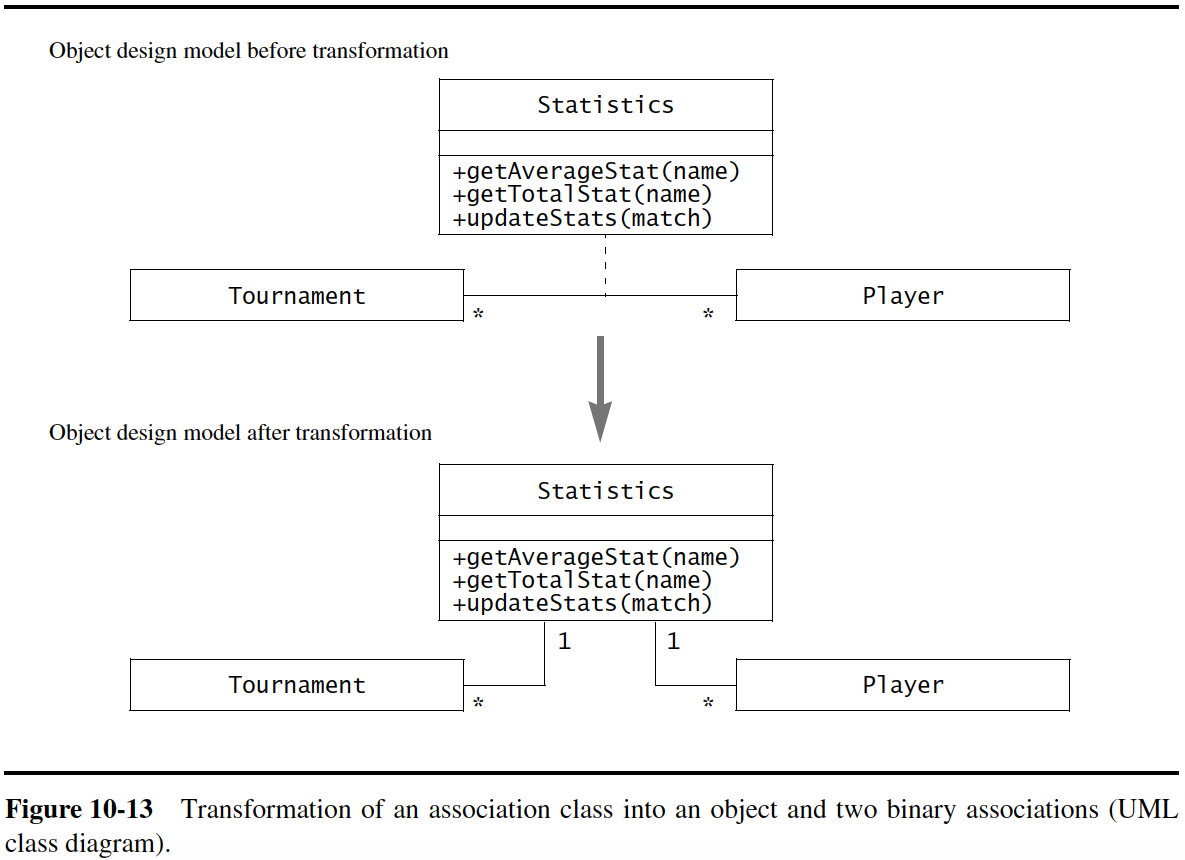 Object design model before transformation
Statistics
+getAverageStat(name)
+getTotalStat(name)
+updateStats(match)
Tournament
Player
*
*
Object design model after transformation
Statistics
+getAverageStat(name)
+getTotalStat(name)
+updateStats(match)
1
1
Tournament
Player
*
*
Figure 10-13 Transformation of an association class into an object and two binary associations (UML
class diagram).